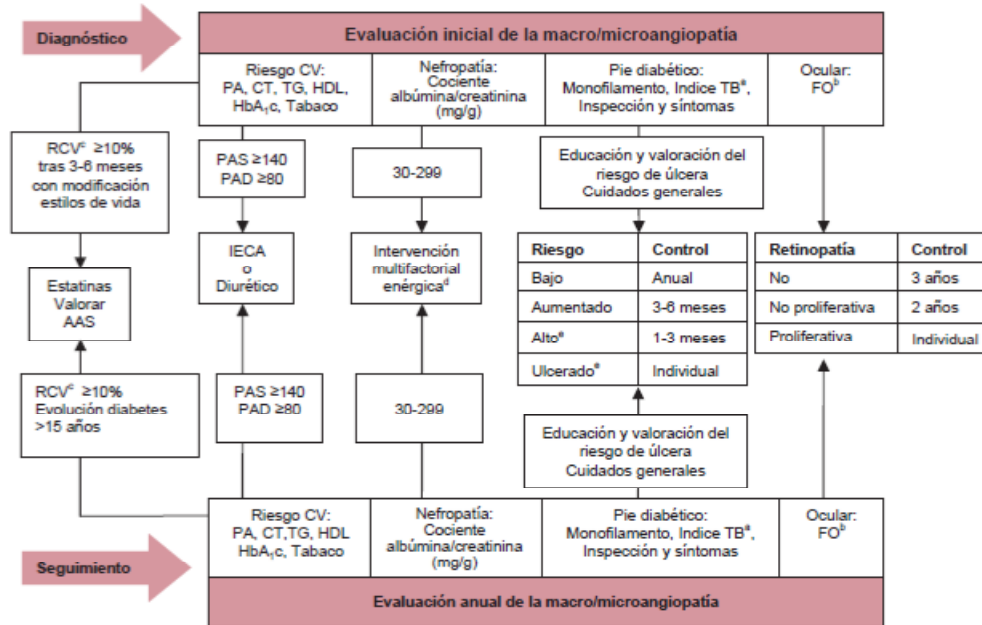 Diagnóstico
Evaluación inicial de la macro/microangiopatía
Riesgo CV:
PA, CT, TG, HDL,
HbA₁c, Tabaco
Nefropatía:
Cociente
albúmina/creatinina
(mg/g)
Pie diabético:
Monofilamento, Indice TBᵃ,
Inspección y síntomas
Ocular:
FOᵇ
RCVᶜ ≥10%
tras 3-6 meses
con modificación
estilos de vida
PAS ≥140
PAD ≥80
30-299
Educación y valoración del
riesgo de úlcera
Cuidados generales
Estatinas
Valorar
AAS
IECA
o
Diurético
Intervención
multifactorial
enérgicaᵈ
Riesgo Control
Bajo Anual
Aumentado 3-6 meses
Altoᵉ 1-3 meses
Ulceradoᵉ Individual
Retinopatía Control
No 3 años
No proliferativa 2 años
Proliferativa Individual
RCVᶜ ≥10%
Evolución diabetes
>15 años
PAS ≥140
PAD ≥80
30-299
Educación y valoración del
riesgo de úlcera
Cuidados generales
Riesgo CV:
PA, CT,TG, HDL
HbA₁c, Tabaco
Nefropatía:
Cociente
albúmina/creatinina
(mg/g)
Pie diabético:
Monofilamento, Indice TBᵃ,
Inspección y síntomas
Ocular:
FOᵇ
Seguimiento
Evaluación anual de la macro/microangiopatía